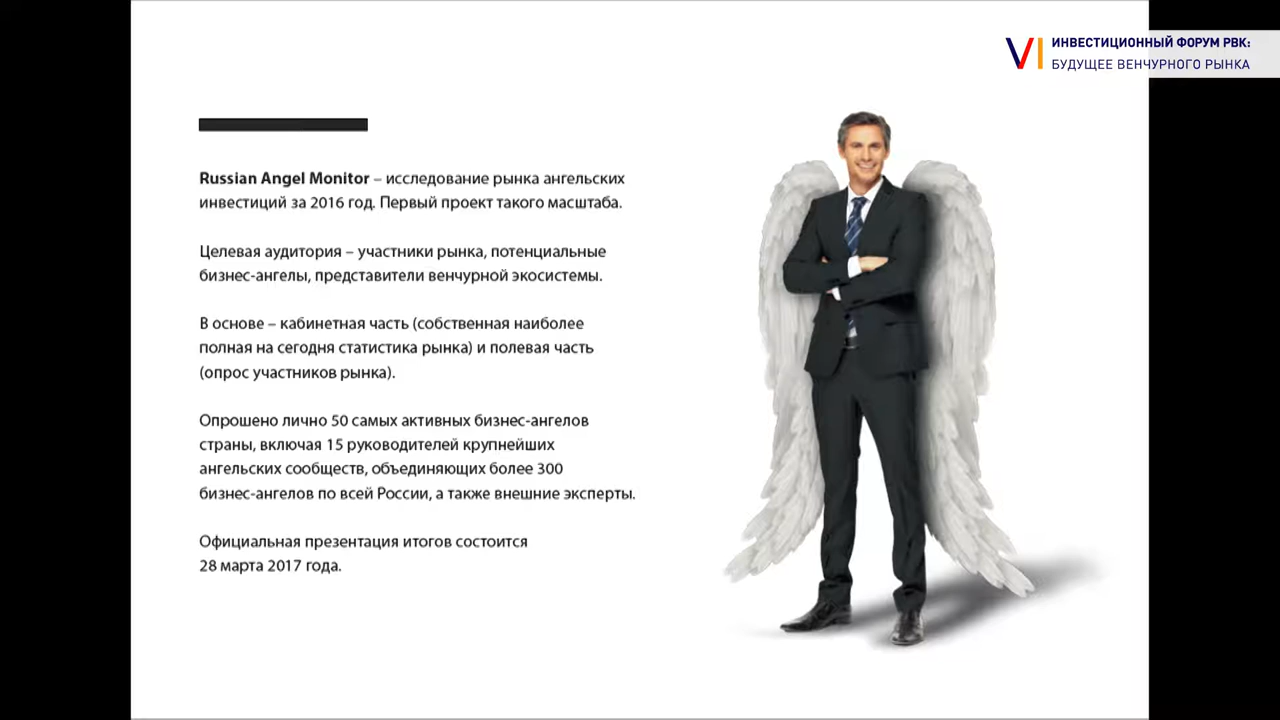 VI
ИНВЕСТИЦИОННЫЙ ФОРУМ РВК:
БУДУЩЕЕ ВЕНЧУРНОГО РЫНКА
Russian Angel Monitor – исследование рынка ангельских
инвестиций за 2016 год. Первый проект такого масштаба.
Целевая аудитория – участники рынка, потенциальные
бизнес-ангелы, представители венчурной экосистемы.
В основе – кабинетная часть (собственная наиболее
полная на сегодня статистика рынка) и полевая часть
(опрос участников рынка).
Опрошено лично 50 самых активных бизнес-ангелов
страны, включая 15 руководителей крупнейших
ангельских сообществ, объединяющих более 300
бизнес-ангелов по всей России, а также внешние эксперты.
Официальная презентация итогов состоится
28 марта 2017 года.